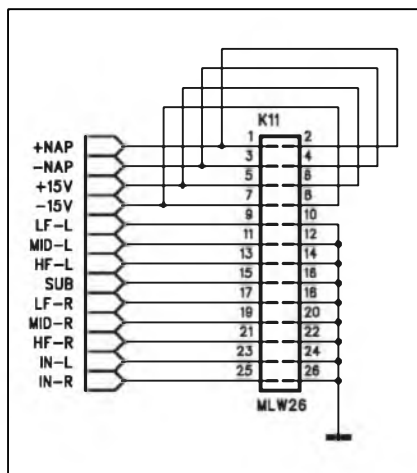 K11
1 2
+NAP 3 4
-NAP 5 6
+15V 7 8
-15V 9 10
LF-L 11 12
MID-L 13 14
HF-L 15 16
SUB 17 18
LF-R 19 20
MID-R 21 22
HF-R 23 24
IN-L 25 26
IN-R
MLW26